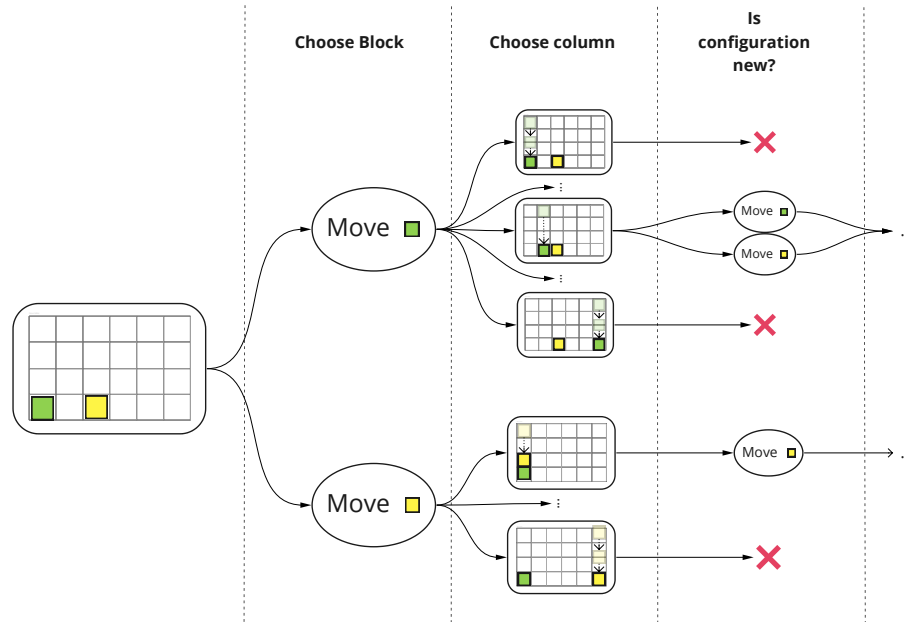 Choose Block
Choose column
Is
configuration
new?
Move
Move
Move
Move
Move